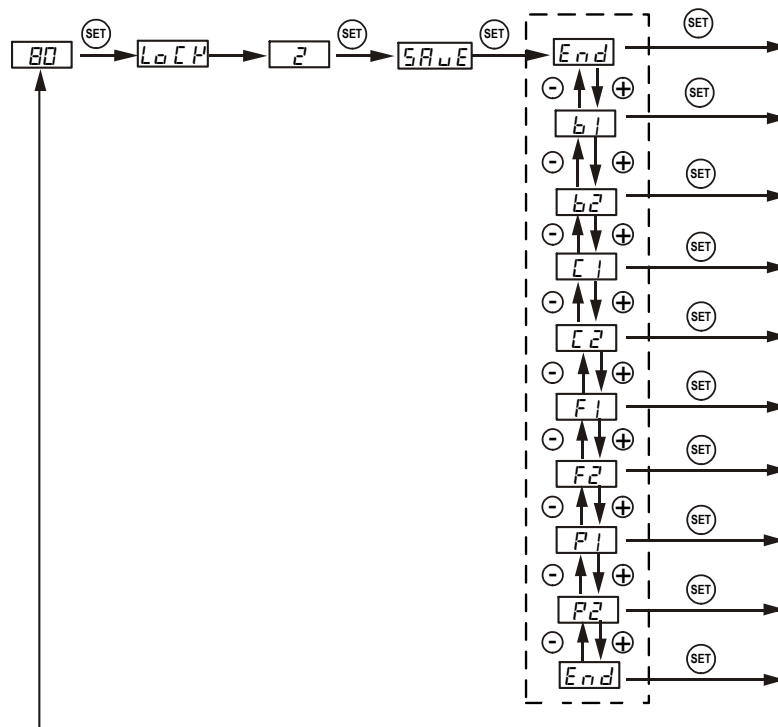 SET SET SET SET
80 LoCK 2 SAvE End
- + SET
b1
- + SET
b2
- + SET
C1
- + SET
C2
- + SET
F1
- + SET
F2
- + SET
P1
- + SET
P2
- + SET
End